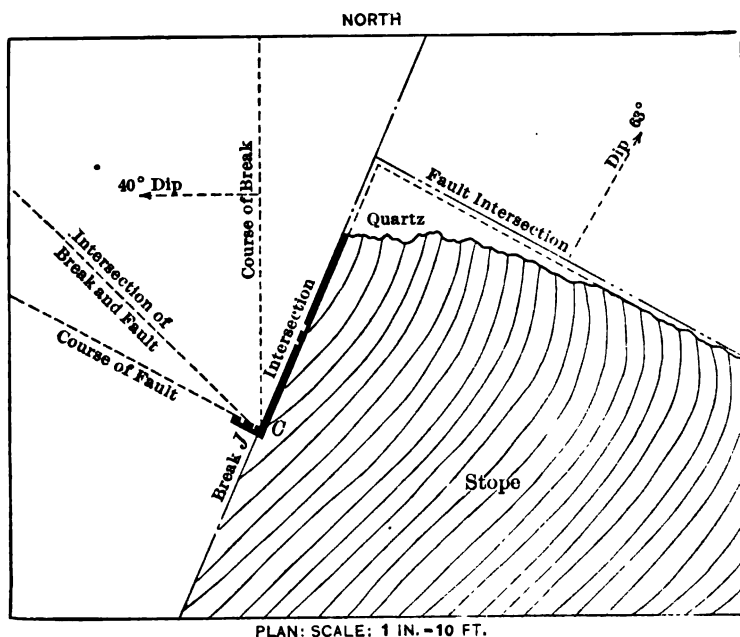 NORTH
40° Dip
Course of Break
Dip 63°
Fault Intersection
Quartz
Intersection of
Break and Fault
Intersection
Course of Fault
C
Break J
Stope
PLAN: SCALE: 1 IN.-10 FT.